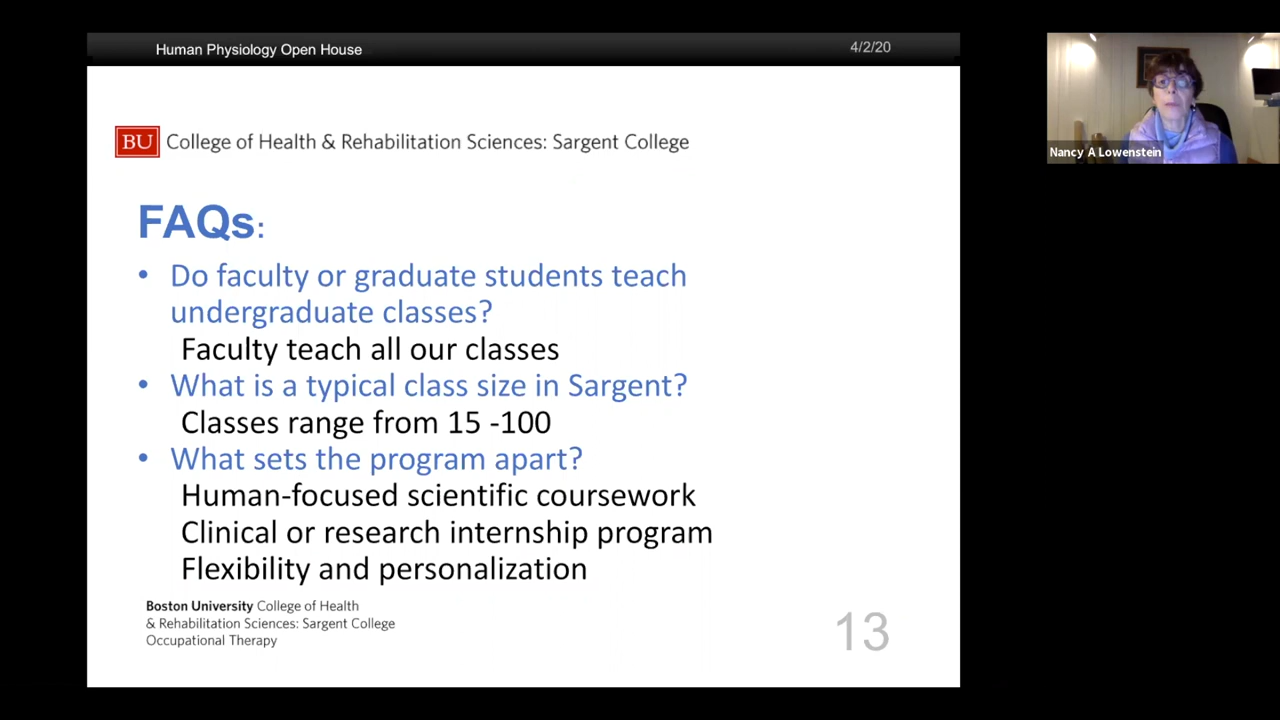 Human Physiology Open House
4/2/20
BU College of Health & Rehabilitation Sciences: Sargent College
Nancy A Lowenstein
FAQs:
• Do faculty or graduate students teach
undergraduate classes?
Faculty teach all our classes
• What is a typical class size in Sargent?
Classes range from 15 -100
• What sets the program apart?
Human-focused scientific coursework
Clinical or research internship program
Flexibility and personalization
Boston University College of Health
& Rehabilitation Sciences: Sargent College
Occupational Therapy
13